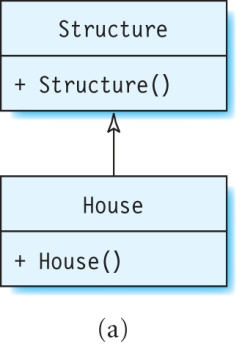 Structure
+ Structure()
House
+ House()
(a)